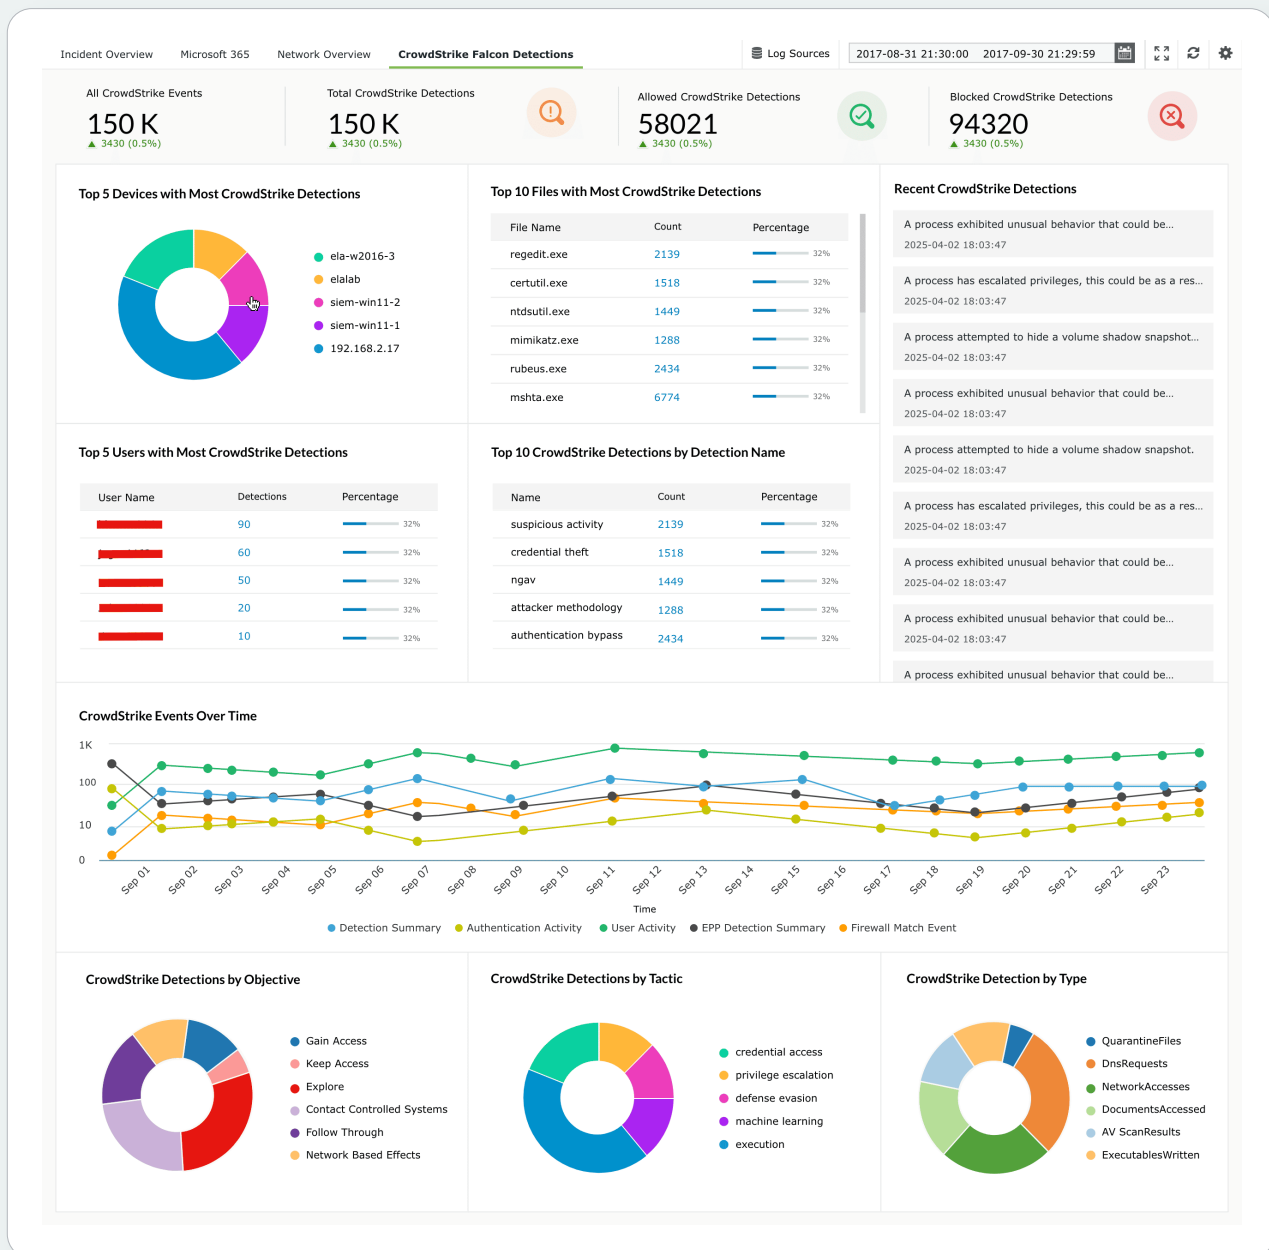 Incident Overview Microsoft 365 Network Overview CrowdStrike Falcon Detections Log Sources 2017-08-31 21:30:00 2017-09-30 21:29:59
All CrowdStrike Events
150 K
▲ 3430 (0.5%)
Total CrowdStrike Detections
150 K
▲ 3430 (0.5%)
Allowed CrowdStrike Detections
58021
▲ 3430 (0.5%)
Blocked CrowdStrike Detections
94320
▲ 3430 (0.5%)
Top 5 Devices with Most CrowdStrike Detections
ela-w2016-3
elalab
siem-win11-2
siem-win11-1
192.168.2.17
Top 10 Files with Most CrowdStrike Detections
File Name Count Percentage
regedit.exe 2139 32%
certutil.exe 1518 32%
ntdsutil.exe 1449 32%
mimikatz.exe 1288 32%
rubeus.exe 2434 32%
mshta.exe 6774 32%
Recent CrowdStrike Detections
A process exhibited unusual behavior that could be...
2025-04-02 18:03:47
A process has escalated privileges, this could be as a res...
2025-04-02 18:03:47
A process attempted to hide a volume shadow snapshot...
2025-04-02 18:03:47
A process exhibited unusual behavior that could be...
2025-04-02 18:03:47
A process attempted to hide a volume shadow snapshot.
2025-04-02 18:03:47
A process has escalated privileges, this could be as a res...
2025-04-02 18:03:47
A process exhibited unusual behavior that could be...
2025-04-02 18:03:47
A process exhibited unusual behavior that could be...
2025-04-02 18:03:47
A process exhibited unusual behavior that could be...
Top 5 Users with Most CrowdStrike Detections
User Name Detections Percentage
90 32%
60 32%
50 32%
20 32%
10 32%
Top 10 CrowdStrike Detections by Detection Name
Name Count Percentage
suspicious activity 2139 32%
credential theft 1518 32%
ngav 1449 32%
attacker methodology 1288 32%
authentication bypass 2434 32%
CrowdStrike Events Over Time
1K
100
10
0
Sep 01 Sep 02 Sep 03 Sep 04 Sep 05 Sep 06 Sep 07 Sep 08 Sep 09 Sep 10 Sep 11 Sep 12 Sep 13 Sep 14 Sep 15 Sep 16 Sep 17 Sep 18 Sep 19 Sep 20 Sep 21 Sep 22 Sep 23
Time
Detection Summary Authentication Activity User Activity EPP Detection Summary Firewall Match Event
CrowdStrike Detections by Objective
Gain Access
Keep Access
Explore
Contact Controlled Systems
Follow Through
Network Based Effects
CrowdStrike Detections by Tactic
credential access
privilege escalation
defense evasion
machine learning
execution
CrowdStrike Detection by Type
QuarantineFiles
DnsRequests
NetworkAccesses
DocumentsAccessed
AV ScanResults
ExecutablesWritten